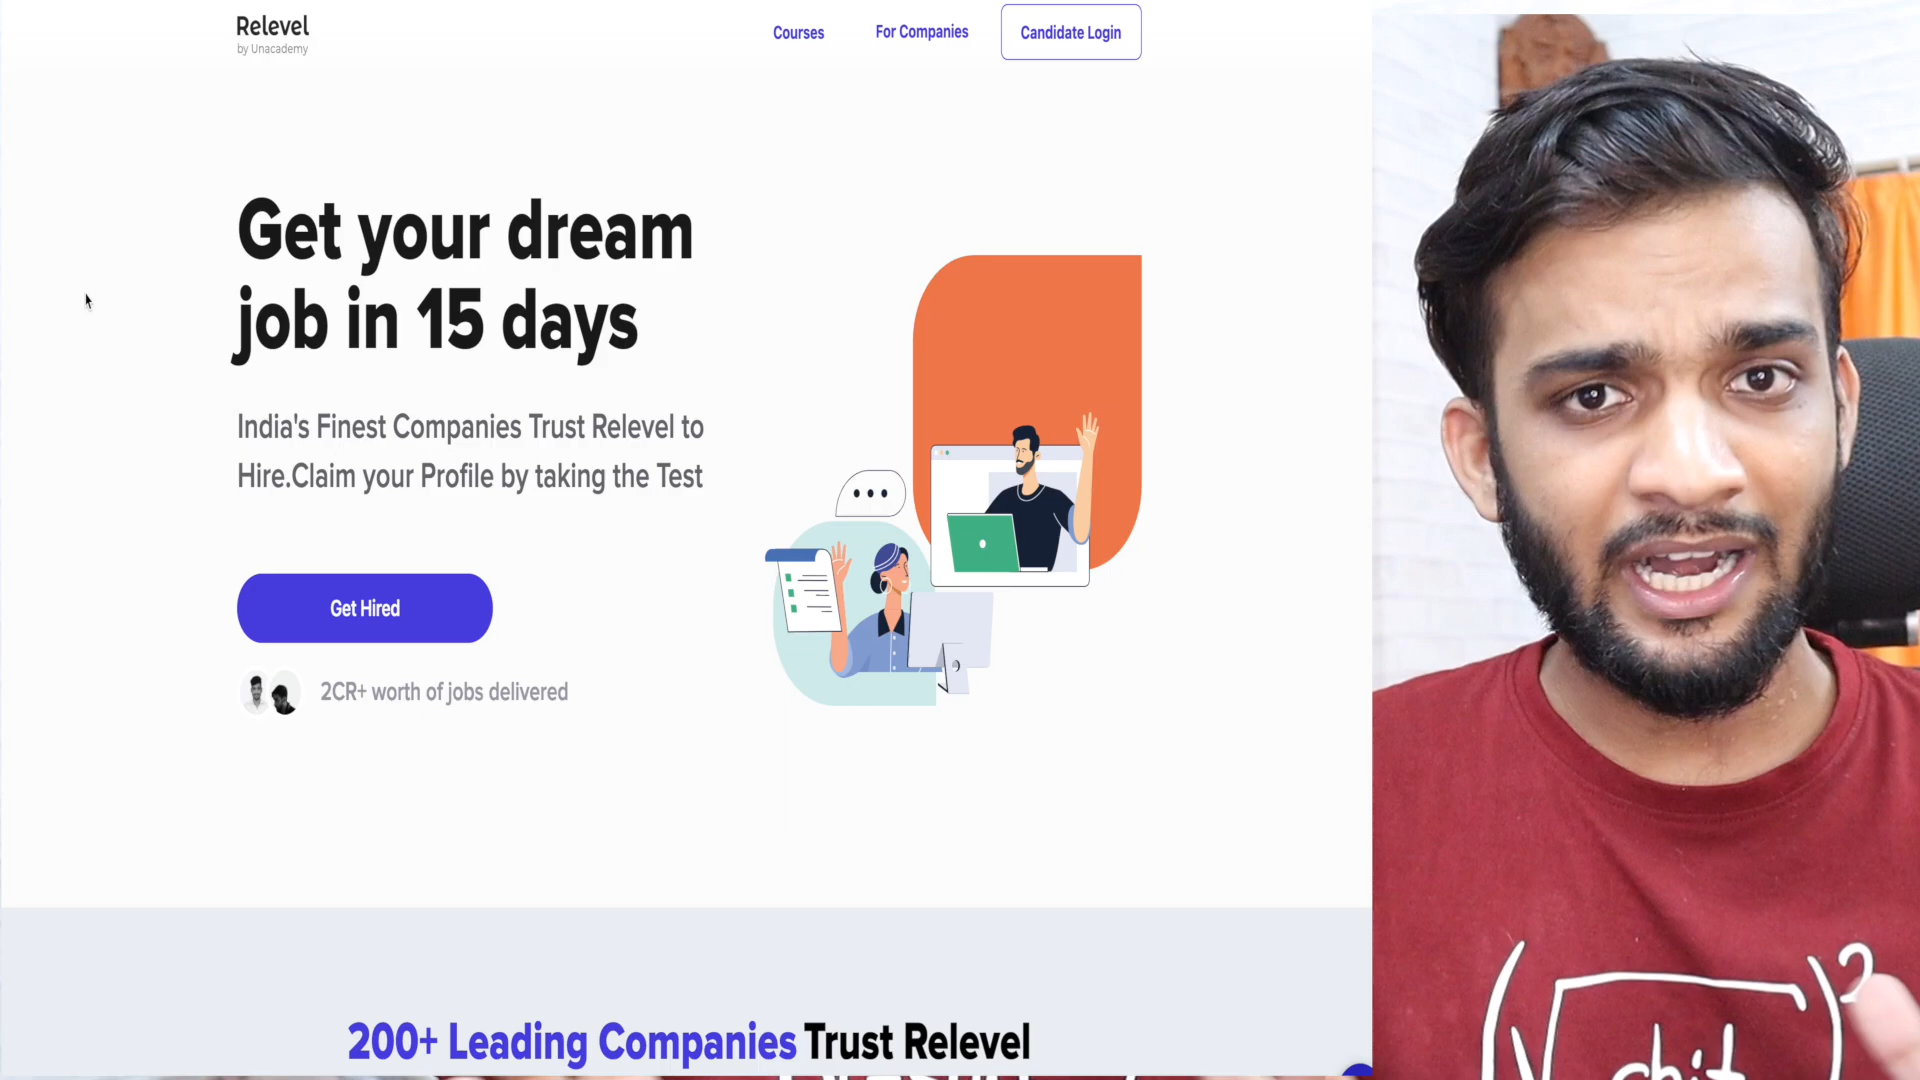 Relevel
by Unacademy
Courses
For Companies
Candidate Login
Get your dream
job in 15 days
India's Finest Companies Trust Relevel to
Hire.Claim your Profile by taking the Test
Get Hired
2CR+ worth of jobs delivered
200+ Leading Companies Trust Relevel